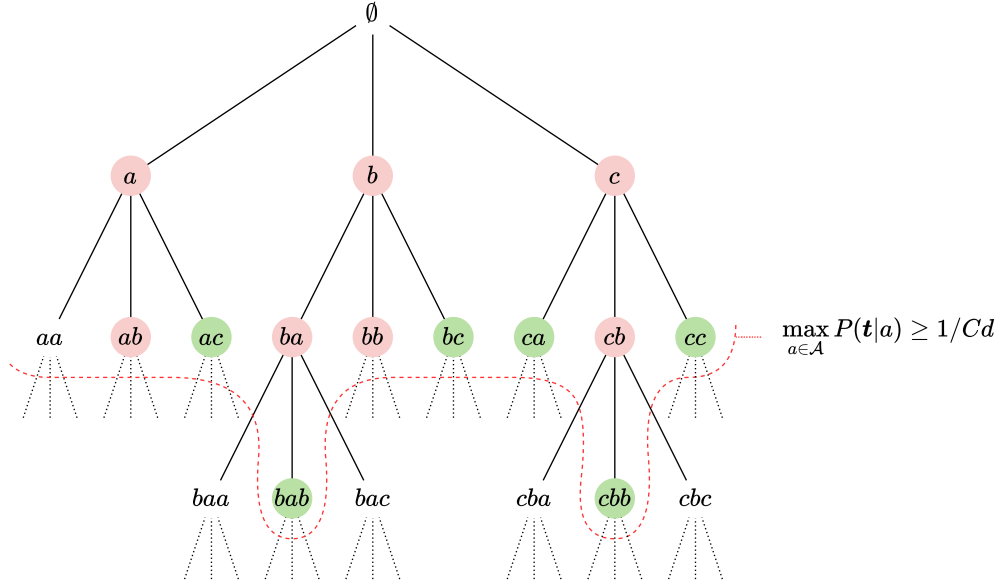 ∅
a b c
aa ab ac ba bb bc ca cb cc
max P(t|a) ≥ 1/Cd
a∈𝒜
baa bab bac cba cbb cbc